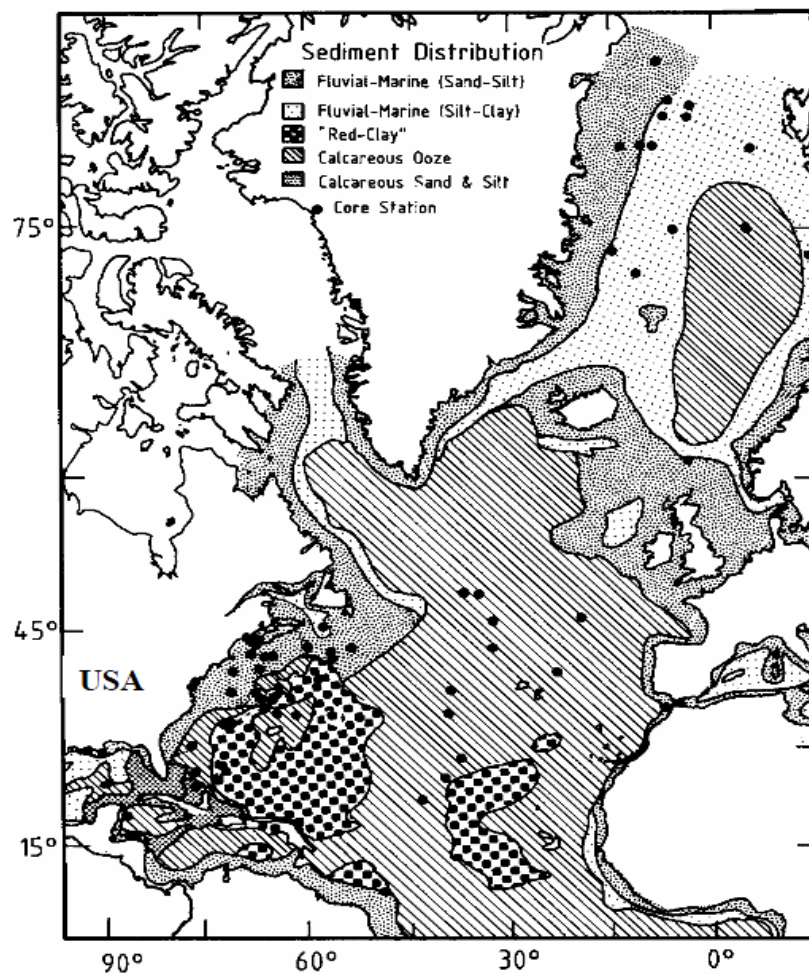 Sediment Distribution
Fluvial-Marine (Sand-Silt)
Fluvial-Marine (Silt-Clay)
"Red-Clay"
Calcareous Ooze
Calcareous Sand & Silt
Core Station
75°
45°
USA
15°
90°
60°
30°
0°